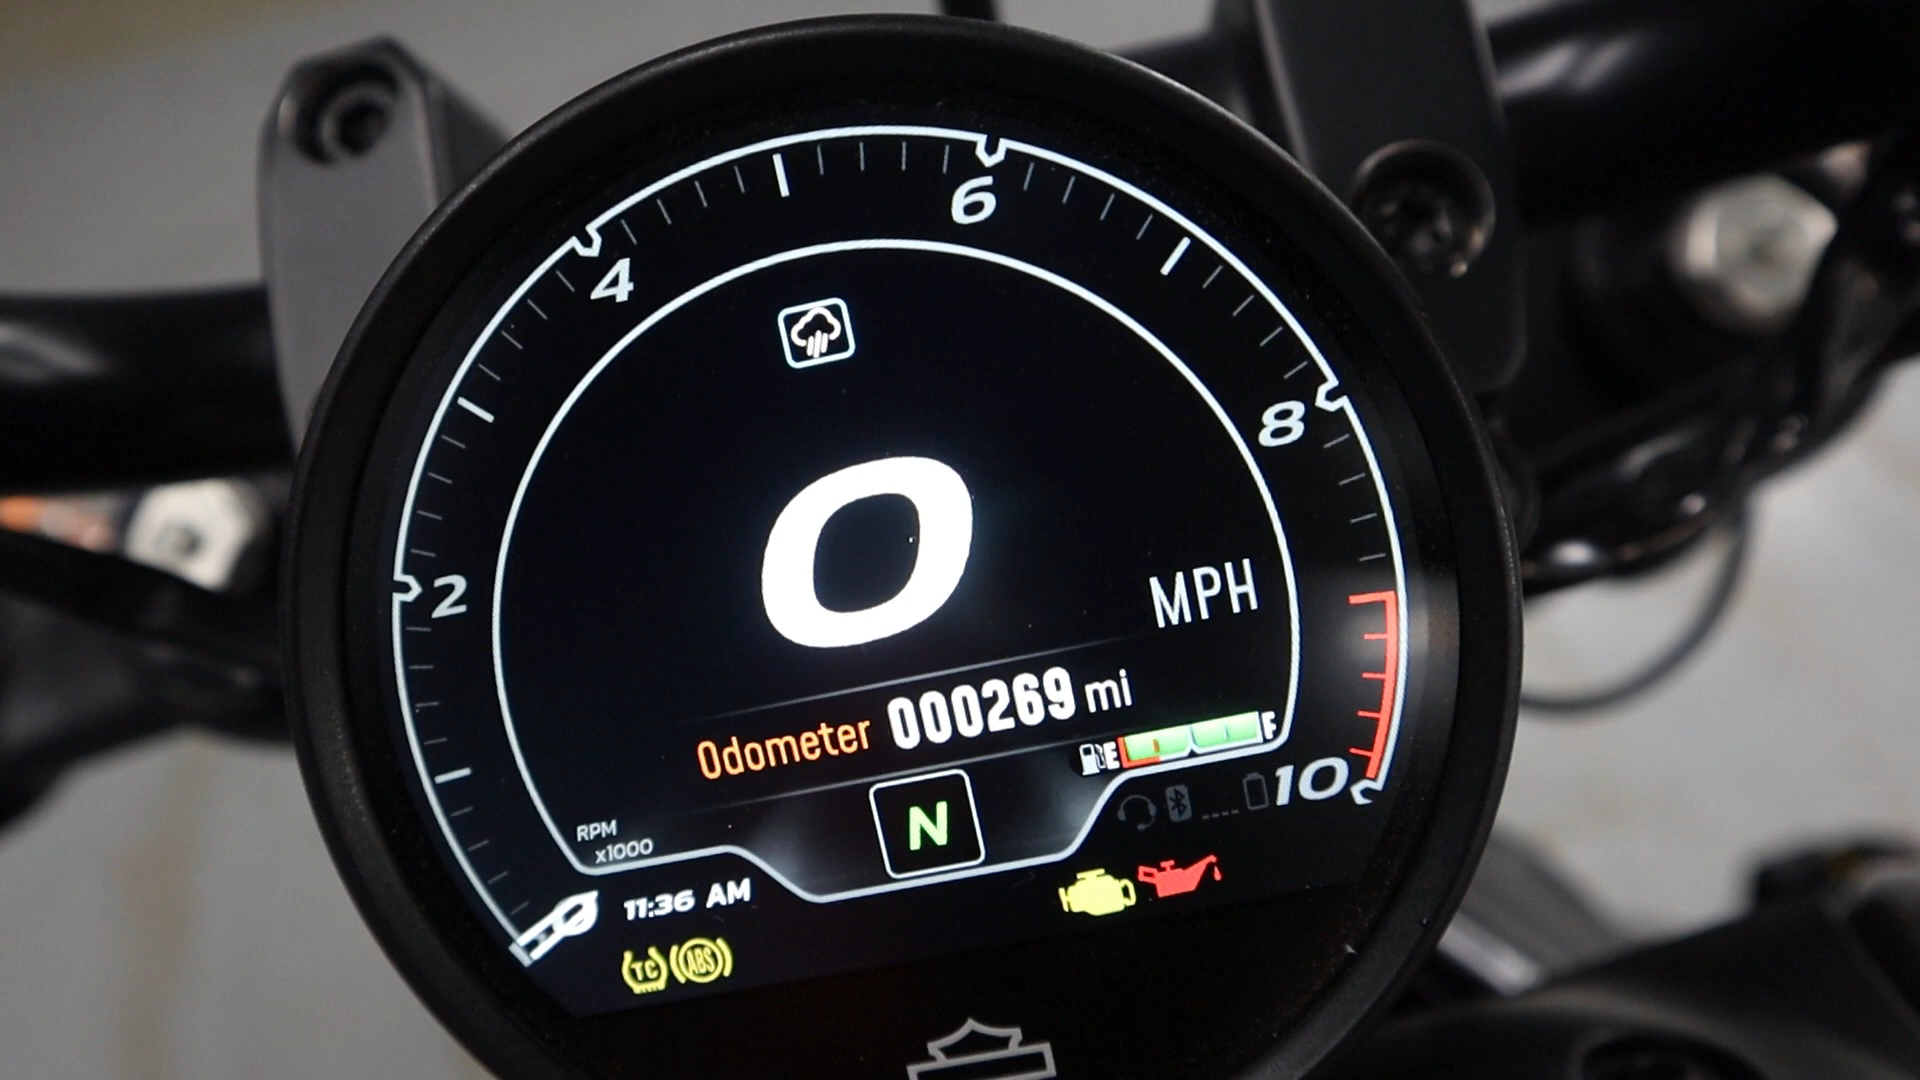 6
4
8
0
2
MPH
Odometer 000269 mi
E F
10
N
RPM
x1000
11:36 AM
TC ABS